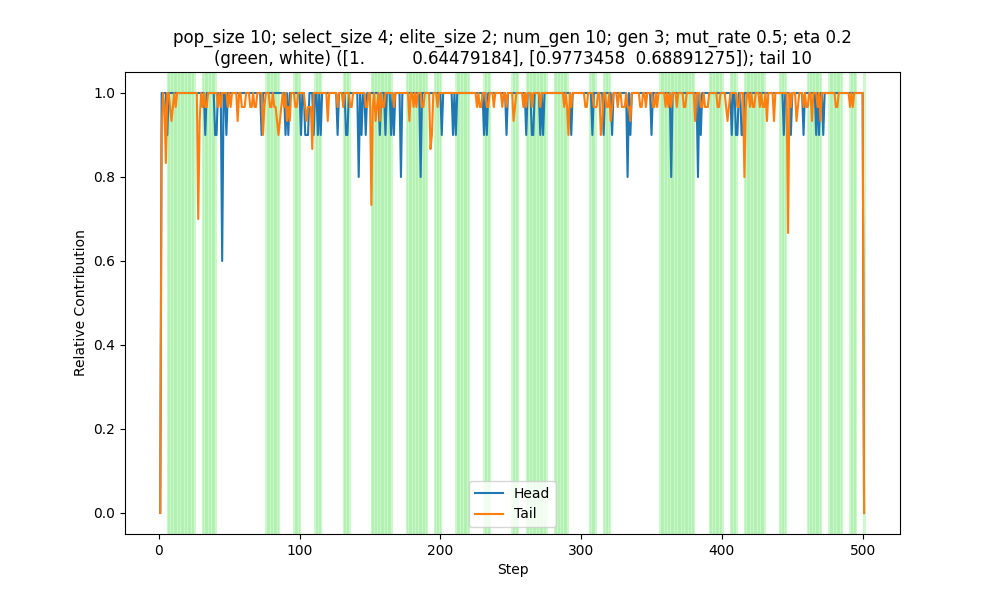 pop_size 10; select_size 4; elite_size 2; num_gen 10; gen 3; mut_rate 0.5; eta 0.2
(green, white) ([1.         0.64479184], [0.9773458  0.68891275]); tail 10
Relative Contribution
1.0
0.8
0.6
0.4
0.2
0.0
Head
Tail
0 100 200 300 400 500
Step